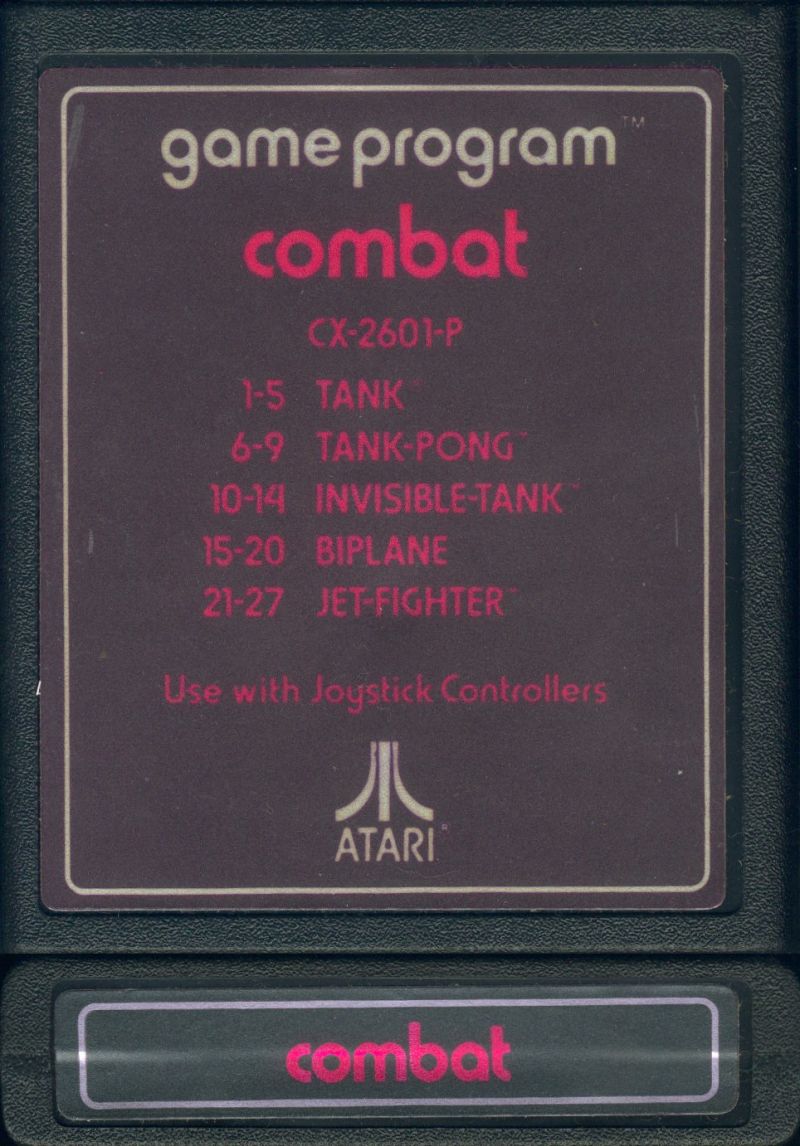 game program™
combat
CX-2601-P
1-5 TANK™
6-9 TANK-PONG™
10-14 INVISIBLE-TANK™
15-20 BIPLANE
21-27 JET-FIGHTER™
Use with Joystick Controllers
ATARI®
combat